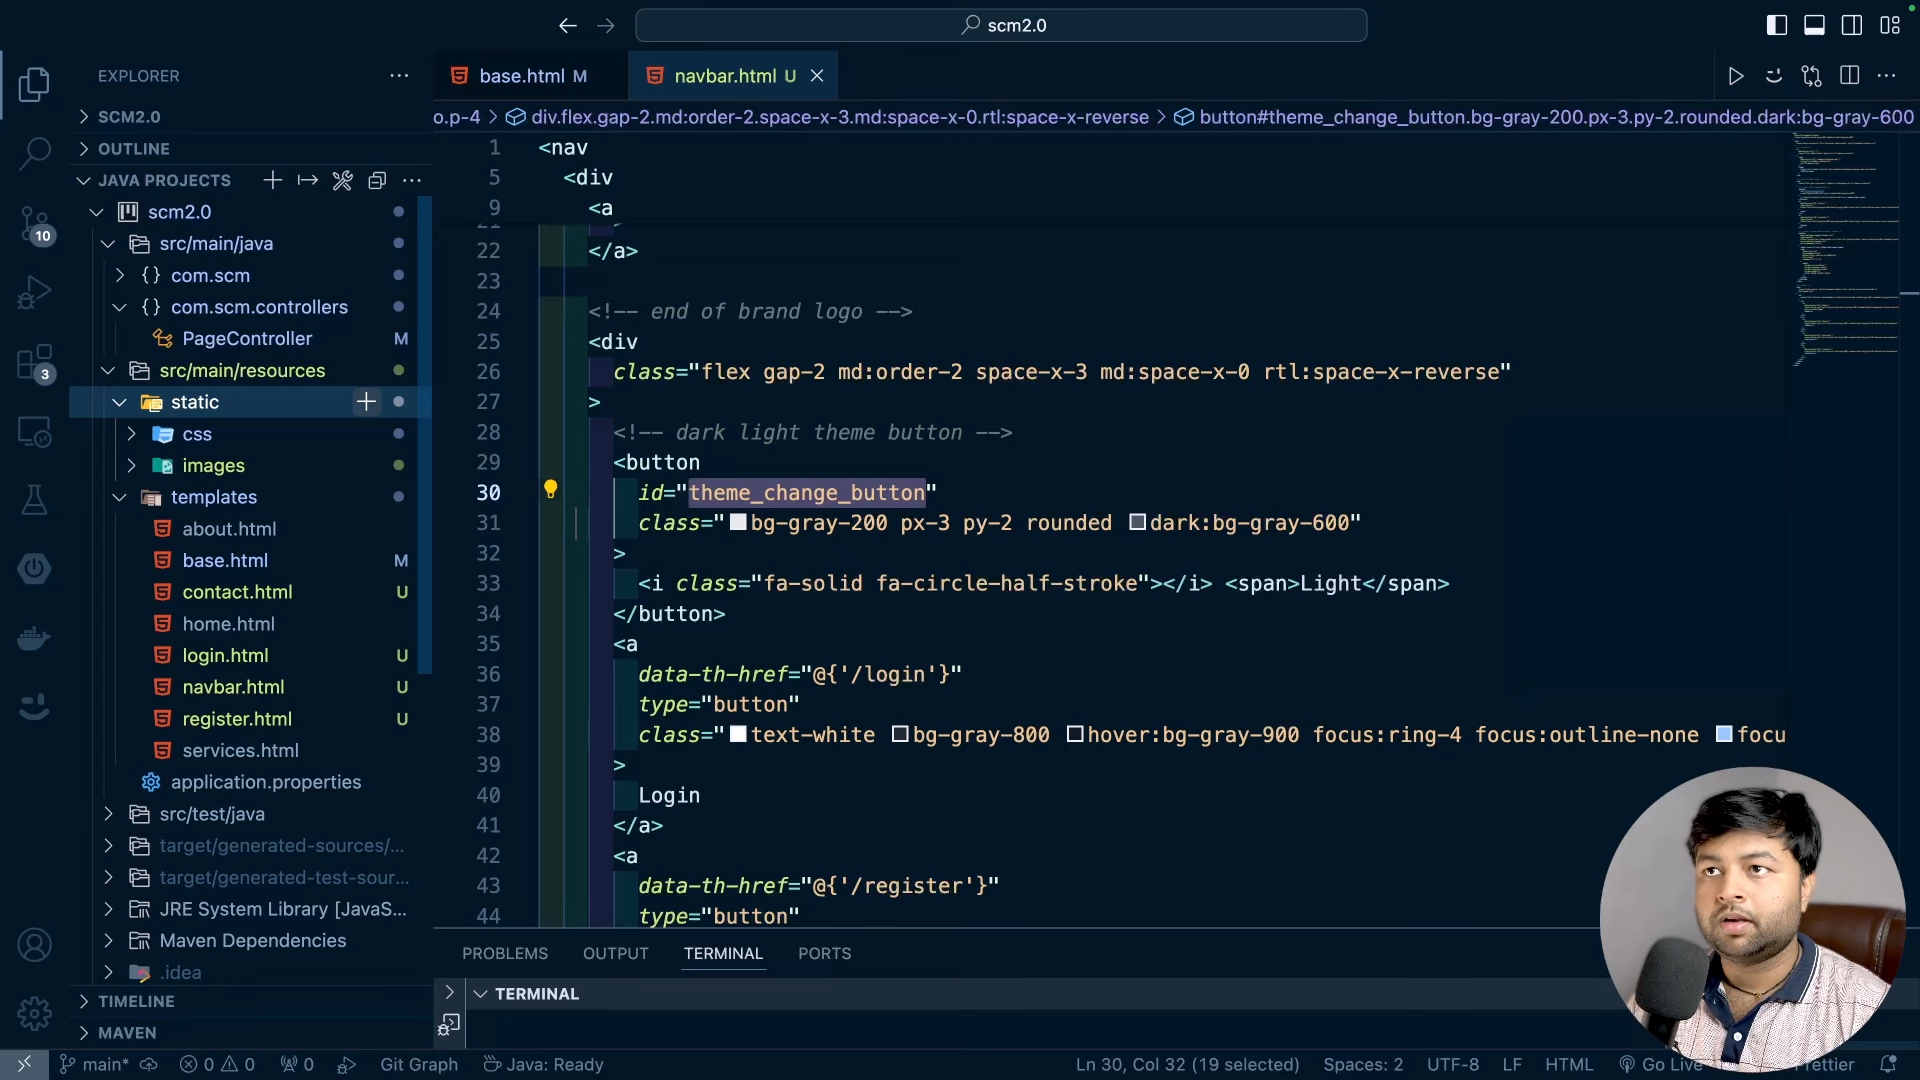 scm2.0
EXPLORER
SCM2.0
OUTLINE
JAVA PROJECTS
scm2.0
src/main/java
{} com.scm
{} com.scm.controllers
PageController M
src/main/resources
static
css
images
templates
about.html
base.html M
contact.html U
home.html
login.html U
navbar.html U
register.html U
services.html
application.properties
src/test/java
target/generated-sources/...
target/generated-test-sour...
JRE System Library [JavaS...
Maven Dependencies
.idea
TIMELINE
MAVEN
10
3
base.html M
navbar.html U
o.p-4 > div.flex.gap-2.md:order-2.space-x-3.md:space-x-0.rtl:space-x-reverse > button#theme_change_button.bg-gray-200.px-3.py-2.rounded.dark:bg-gray-600
1 <nav
5 <div
9 <a
22 </a>
23
24 <!-- end of brand logo -->
25 <div
26 class="flex gap-2 md:order-2 space-x-3 md:space-x-0 rtl:space-x-reverse"
27 >
28 <!-- dark light theme button -->
29 <button
30 id="theme_change_button"
31 class="bg-gray-200 px-3 py-2 rounded dark:bg-gray-600"
32 >
33 <i class="fa-solid fa-circle-half-stroke"></i> <span>Light</span>
34 </button>
35 <a
36 data-th-href="@{'/login'}"
37 type="button"
38 class="text-white bg-gray-800 hover:bg-gray-900 focus:ring-4 focus:outline-none focu
39 >
40 Login
41 </a>
42 <a
43 data-th-href="@{'/register'}"
44 type="button"
PROBLEMS OUTPUT TERMINAL PORTS
TERMINAL
main* 0 0 0 Git Graph Java: Ready Ln 30, Col 32 (19 selected) Spaces: 2 UTF-8 LF HTML Go Live